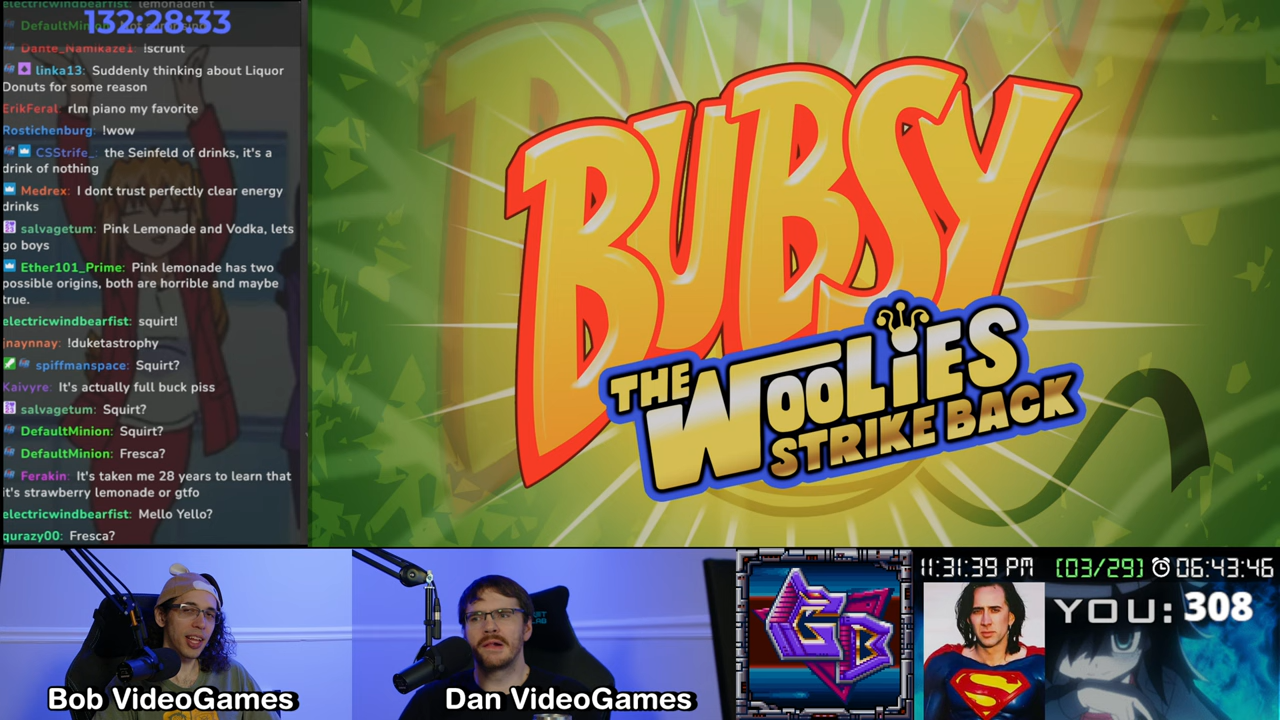 electricwindbearfist: lemonaden't
132:28:33
Dante_Namikaze1: !scrunt
linka13: Suddenly thinking about Liquor
Donuts for some reason
ErikFeral: rlm piano my favorite
Rostichenburg: !wow
CSStrife_: the Seinfeld of drinks, it's a
drink of nothing
Medrex: I dont trust perfectly clear energy
drinks
salvagetum: Pink Lemonade and Vodka, lets
go boys
Ether101_Prime: Pink lemonade has two
possible origins, both are horrible and maybe
true.
electricwindbearfist: squirt!
jnaynnay: !duketastrophy
spiffmanspace: Squirt?
Kaivyre: It's actually full buck piss
salvagetum: Squirt?
DefaultMinion: Squirt?
DefaultMinion: Fresca?
Ferakin: It's taken me 28 years to learn that
it's strawberry lemonade or gtfo
electricwindbearfist: Mello Yello?
qurazy00: Fresca?
BUBSY
THE WOOLIES
STRIKE BACK
Bob VideoGames
Dan VideoGames
GB
11:31:39 PM [03/29] 06:43:46
YOU: 308